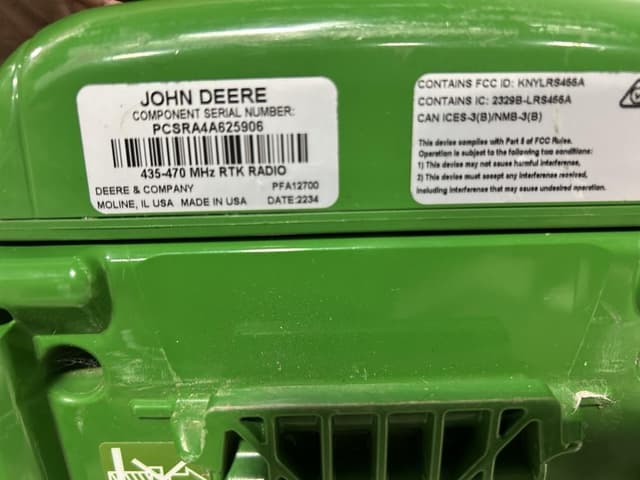 JOHN DEERE
COMPONENT SERIAL NUMBER:
PCSRA4A625906
435-470 MHz RTK RADIO
DEERE & COMPANY PFA12700
MOLINE, IL USA MADE IN USA DATE:2234
CONTAINS FCC ID: KNYLRS455A
CONTAINS IC: 2329B-LRS455A
CAN ICES-3(B)/NMB-3(B)
This device complies with Part 5 of FCC Rules.
Operation is subject to the following two conditions:
1) This device may not cause harmful interference,
2) This device must accept any interference received,
including interference that may cause undesired operation.